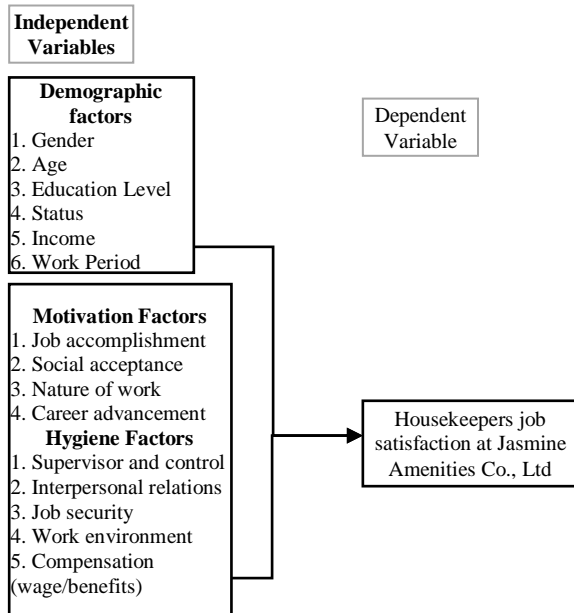 Independent
Variables
Demographic
factors
1. Gender
2. Age
3. Education Level
4. Status
5. Income
6. Work Period
Dependent
Variable
Motivation Factors
1. Job accomplishment
2. Social acceptance
3. Nature of work
4. Career advancement
Hygiene Factors
1. Supervisor and control
2. Interpersonal relations
3. Job security
4. Work environment
5. Compensation
(wage/benefits)
Housekeepers job
satisfaction at Jasmine
Amenities Co., Ltd